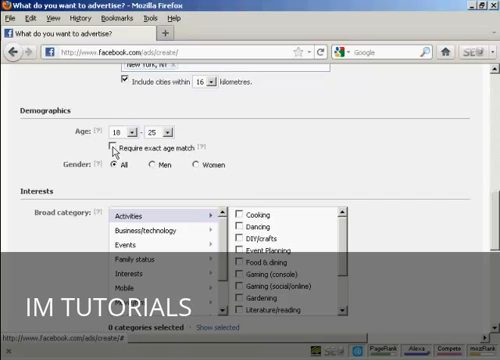 What do you want to advertise? - Mozilla Firefox
File Edit View History Bookmarks Tools Help
What do you want to advertise?
http://www.facebook.com/ads/create/
Google
SEO
New York, NY
Include cities within 16 kilometres.
Demographics
Age: [?] 18 - 25
Require exact age match [?]
Gender: [?] All Men Women
Interests
Broad category: [?]
Activities
Business/technology
Events
Family status
Interests
Mobile
Cooking
Dancing
DIY/crafts
Event Planning
Food & dining
Gaming (console)
Gaming (social/online)
Gardening
Literature/reading
IM TUTORIALS
0 categories selected Show selected
http://www.facebook.com/ads/create/#
Compete: PageRank Alexa Compete mozRank